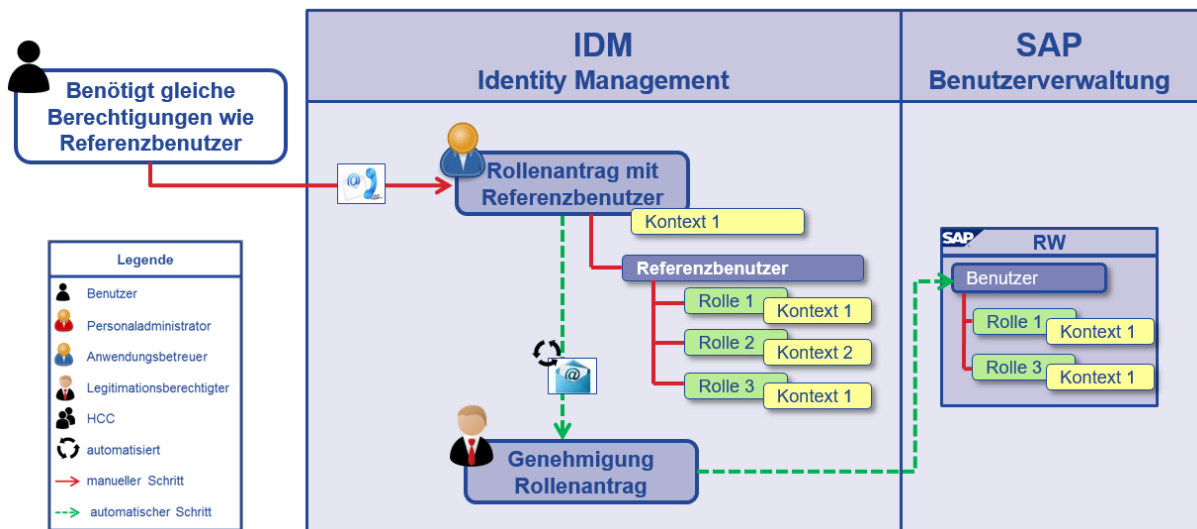 IDM
Identity Management
SAP
Benutzerverwaltung
Benötigt gleiche
Berechtigungen wie
Referenzbenutzer
@
Rollenantrag mit
Referenzbenutzer
Kontext 1
Referenzbenutzer
Rolle 1
Kontext 1
Rolle 2
Kontext 2
Rolle 3
Kontext 1
@
Genehmigung
Rollenantrag
SAP
RW
Benutzer
Rolle 1
Kontext 1
Rolle 3
Kontext 1
Legende
Benutzer
Personaladministrator
Anwendungsbetreuer
Legitimationsberechtigter
HCC
automatisiert
manueller Schritt
automatischer Schritt